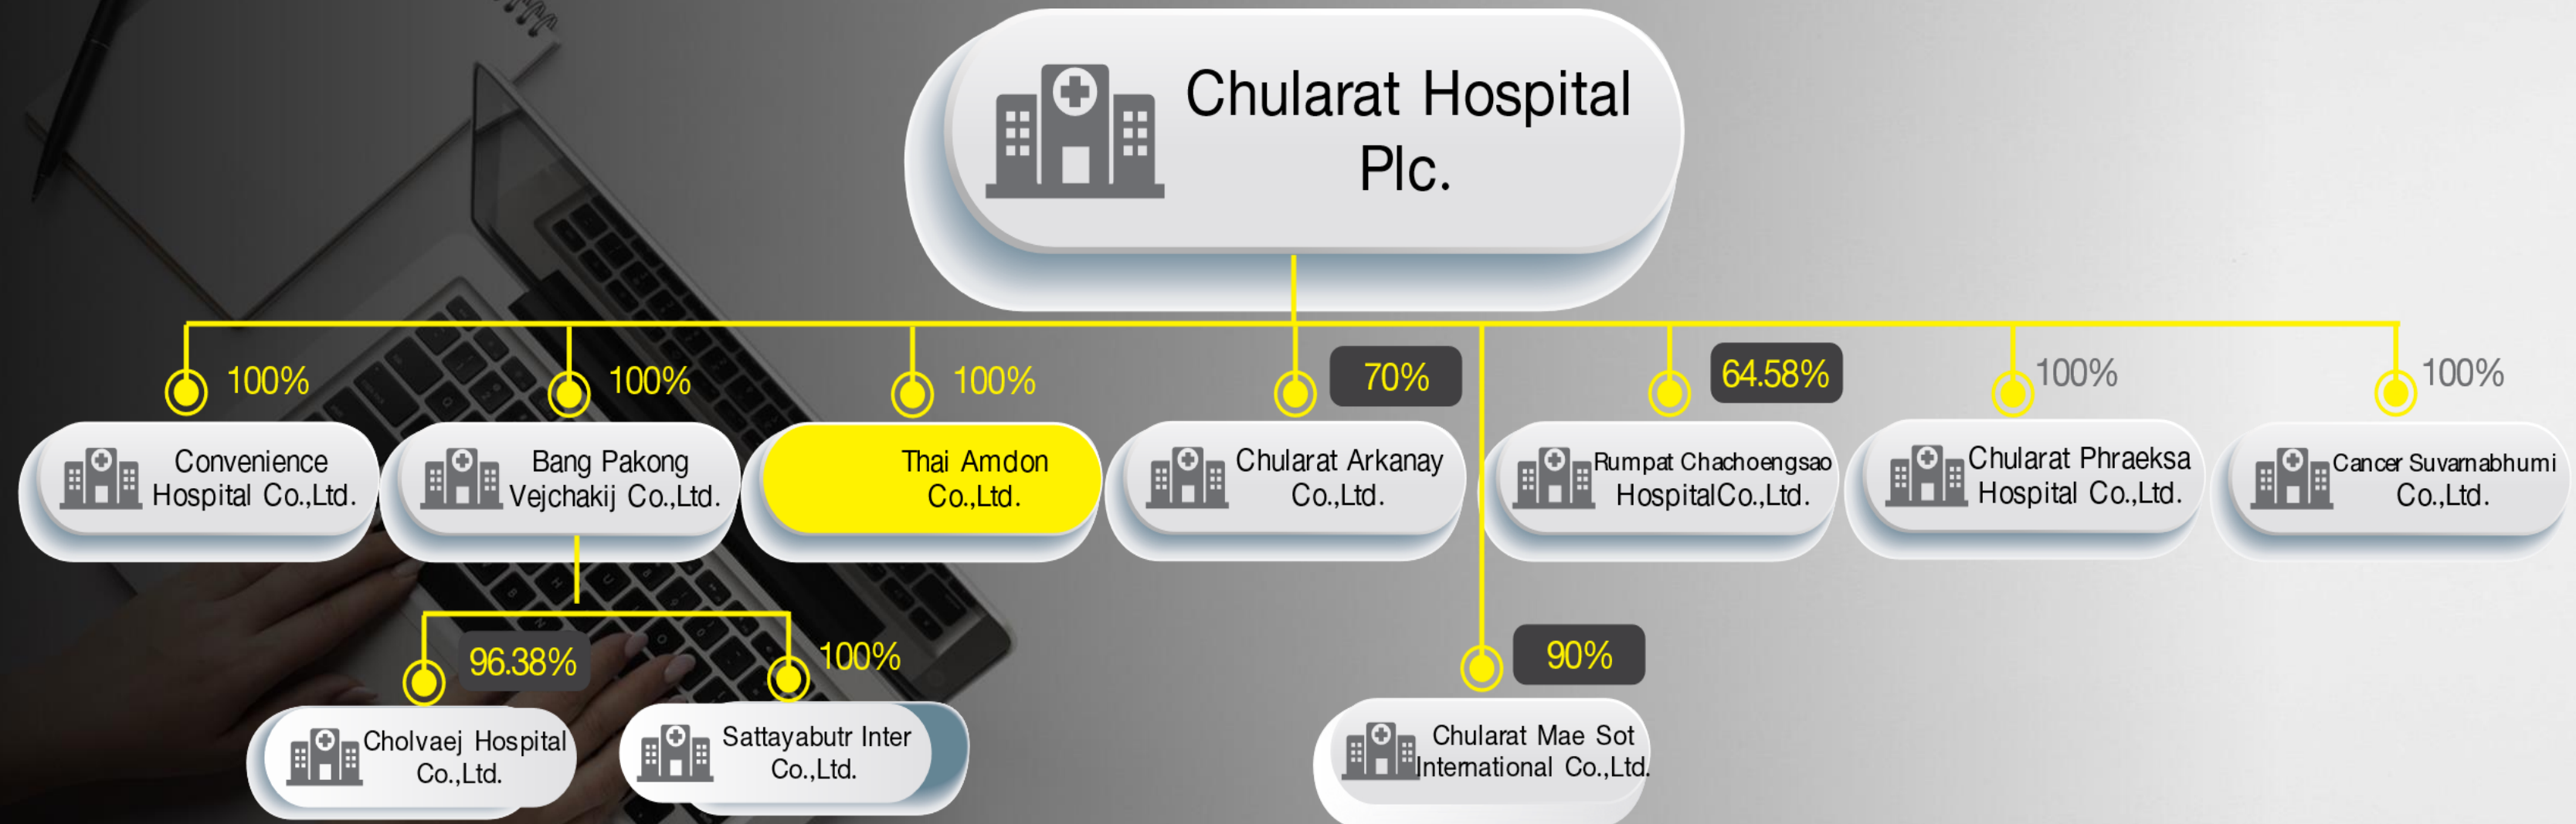 Chularat Hospital
Plc.
100%
100%
100%
70%
64.58%
100%
100%
Convenience
Hospital Co.,Ltd.
Bang Pakong
Vejchakij Co.,Ltd.
Thai Amdon
Co.,Ltd.
Chularat Arkanay
Co.,Ltd.
Rumpat Chachoengsao
HospitalCo.,Ltd.
Chularat Phraeksa
Hospital Co.,Ltd.
Cancer Suvarnabhumi
Co.,Ltd.
96.38%
100%
90%
Cholvaej Hospital
Co.,Ltd.
Sattayabutr Inter
Co.,Ltd.
Chularat Mae Sot
International Co.,Ltd.